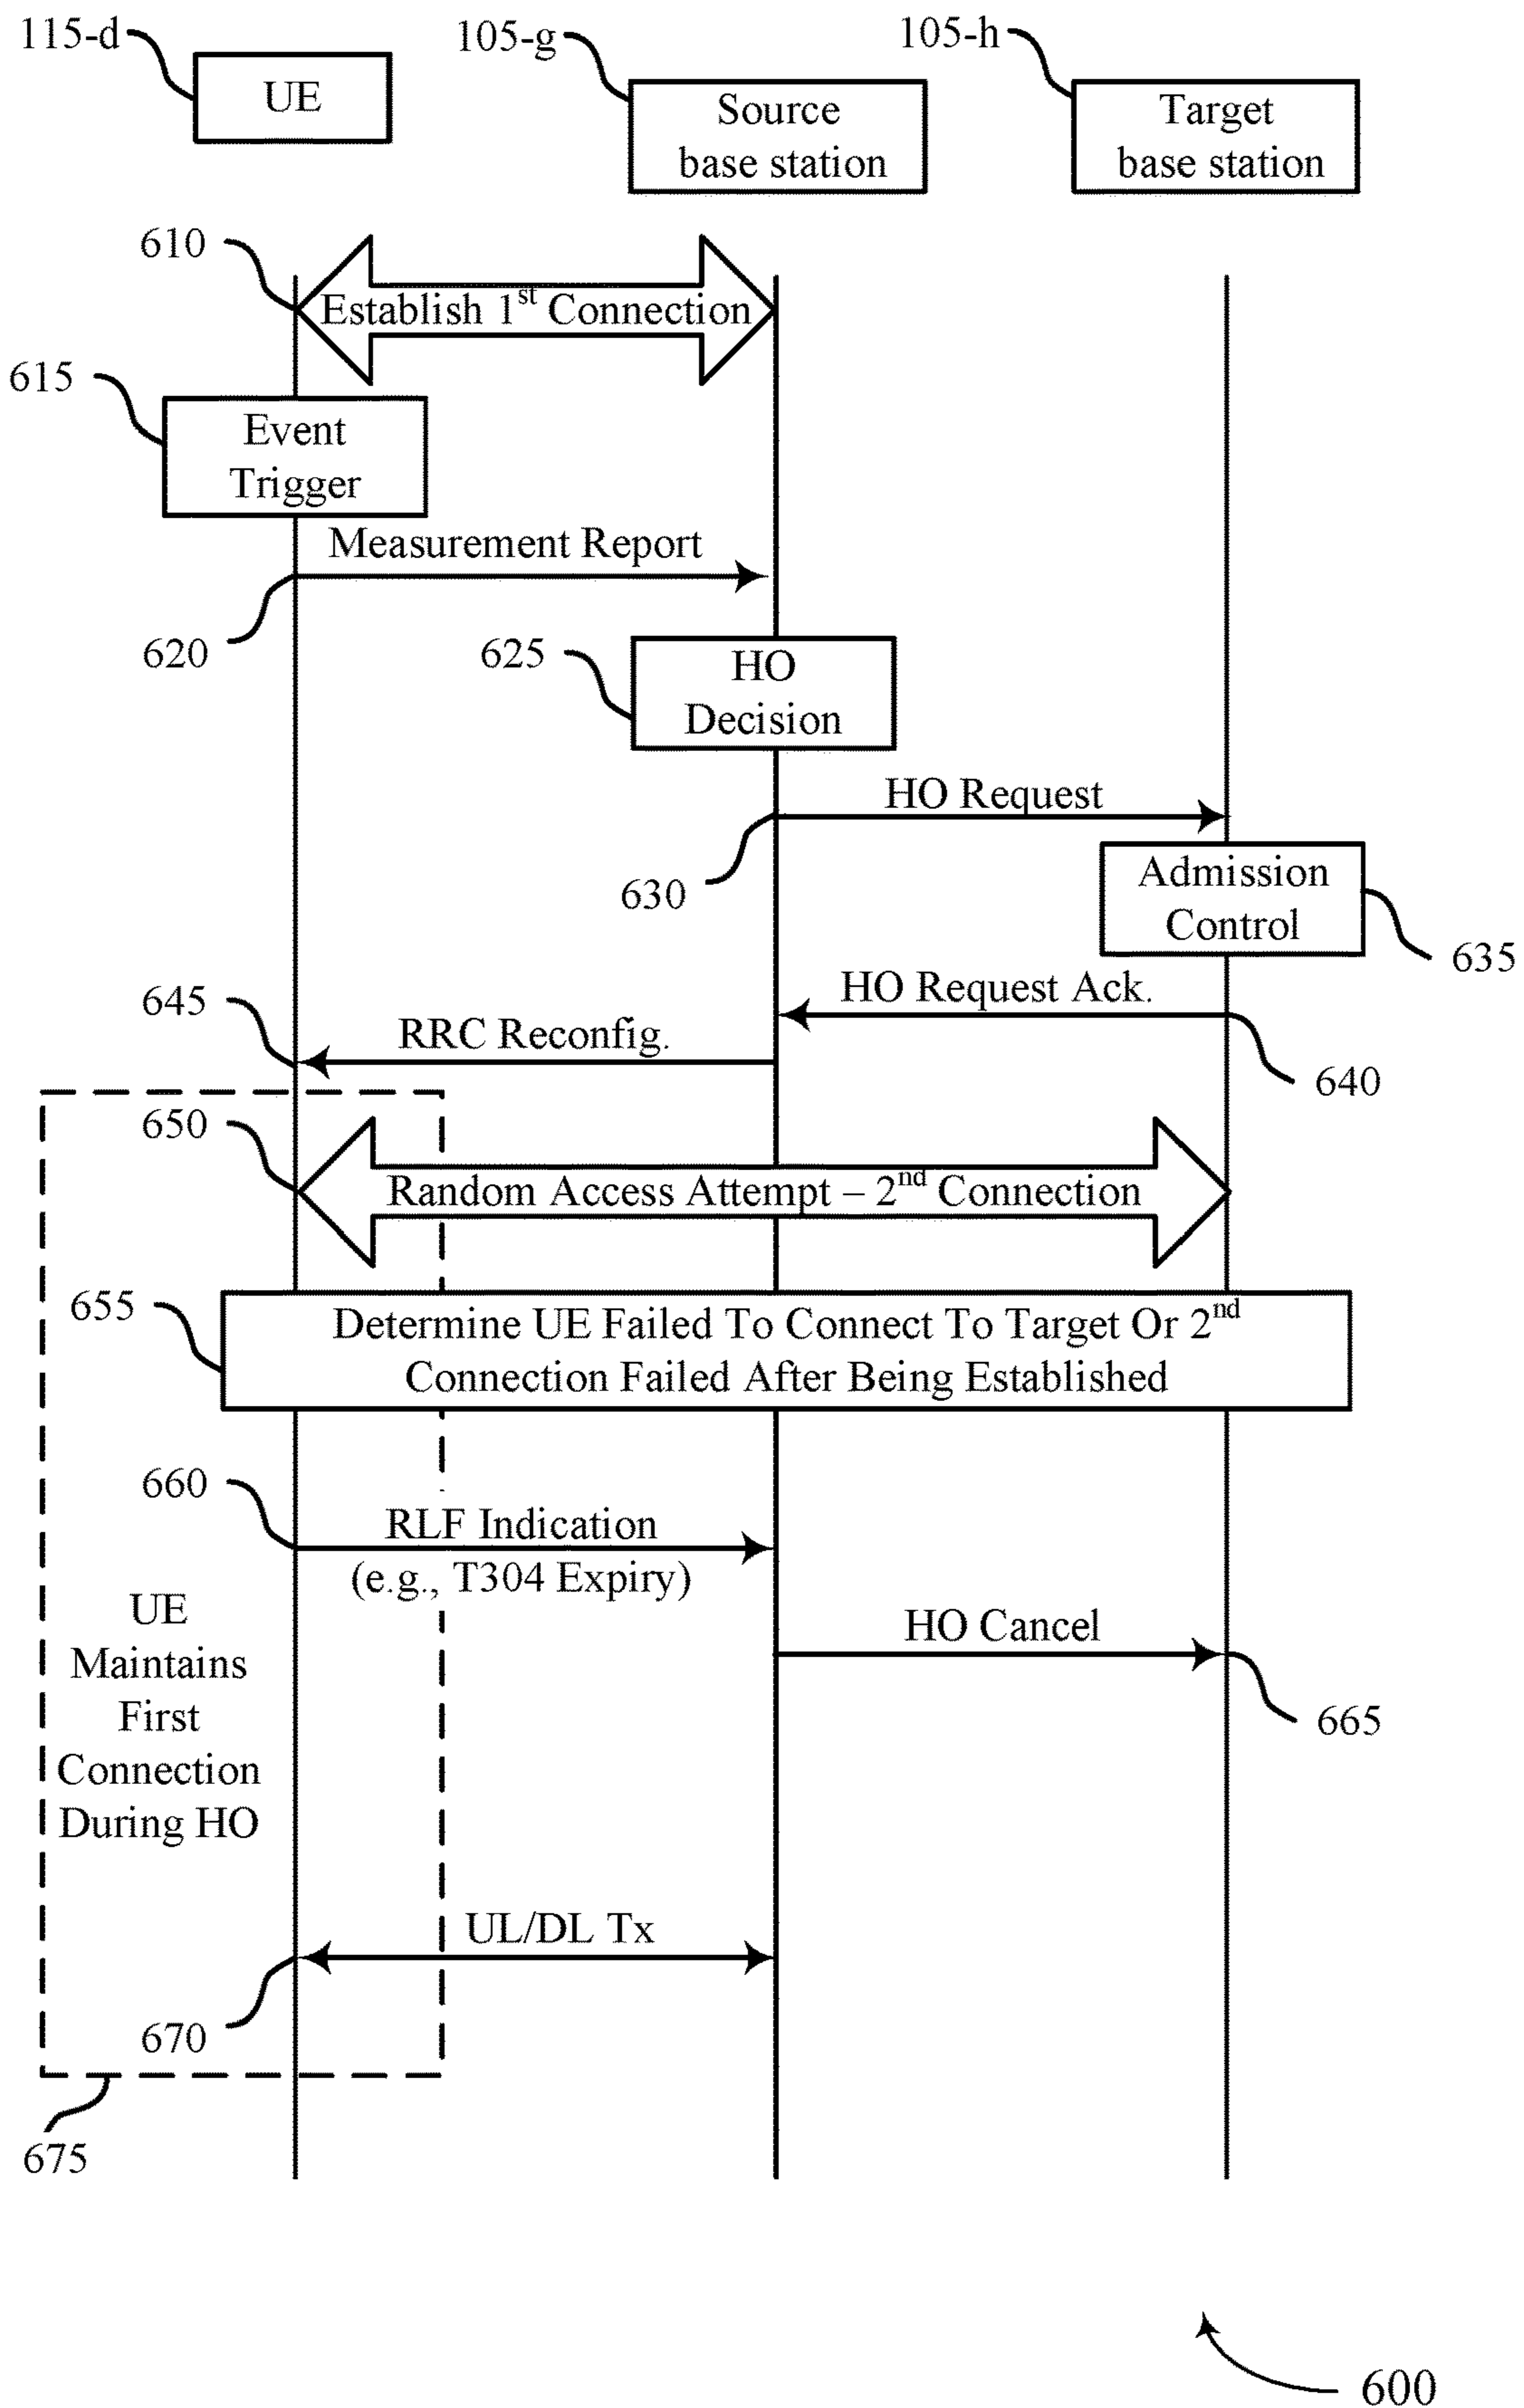 115-d
UE
105-g
Source
base station
105-h
Target
base station
610
Establish 1st Connection
615
Event
Trigger
Measurement Report
620
625
HO
Decision
HO Request
630
Admission
Control
635
HO Request Ack.
640
645
RRC Reconfig.
650
Random Access Attempt – 2nd Connection
655
Determine UE Failed To Connect To Target Or 2nd
Connection Failed After Being Established
660
RLF Indication
(e.g., T304 Expiry)
UE
Maintains
First
Connection
During HO
HO Cancel
665
UL/DL Tx
670
675
600